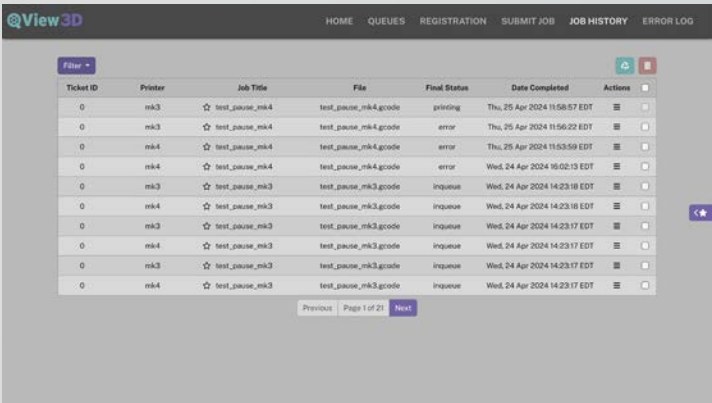 QView3D HOME QUEUES REGISTRATION SUBMIT JOB JOB HISTORY ERROR LOG
Filter
Ticket ID Printer Job Title File Final Status Date Completed Actions
0 mk3 test_pause_mk4 test_pause_mk4.gcode printing Thu, 25 Apr 2024 11:58:57 EDT
0 mk3 test_pause_mk4 test_pause_mk4.gcode error Thu, 25 Apr 2024 11:56:22 EDT
0 mk4 test_pause_mk4 test_pause_mk4.gcode error Thu, 25 Apr 2024 11:53:59 EDT
0 mk4 test_pause_mk4 test_pause_mk4.gcode error Wed, 24 Apr 2024 16:02:13 EDT
0 mk3 test_pause_mk3 test_pause_mk3.gcode inqueue Wed, 24 Apr 2024 14:23:18 EDT
0 mk4 test_pause_mk3 test_pause_mk3.gcode inqueue Wed, 24 Apr 2024 14:23:18 EDT
0 mk3 test_pause_mk3 test_pause_mk3.gcode inqueue Wed, 24 Apr 2024 14:23:17 EDT
0 mk4 test_pause_mk3 test_pause_mk3.gcode inqueue Wed, 24 Apr 2024 14:23:17 EDT
0 mk3 test_pause_mk3 test_pause_mk3.gcode inqueue Wed, 24 Apr 2024 14:23:17 EDT
0 mk4 test_pause_mk3 test_pause_mk3.gcode inqueue Wed, 24 Apr 2024 14:23:17 EDT
Previous Page 1 of 21 Next